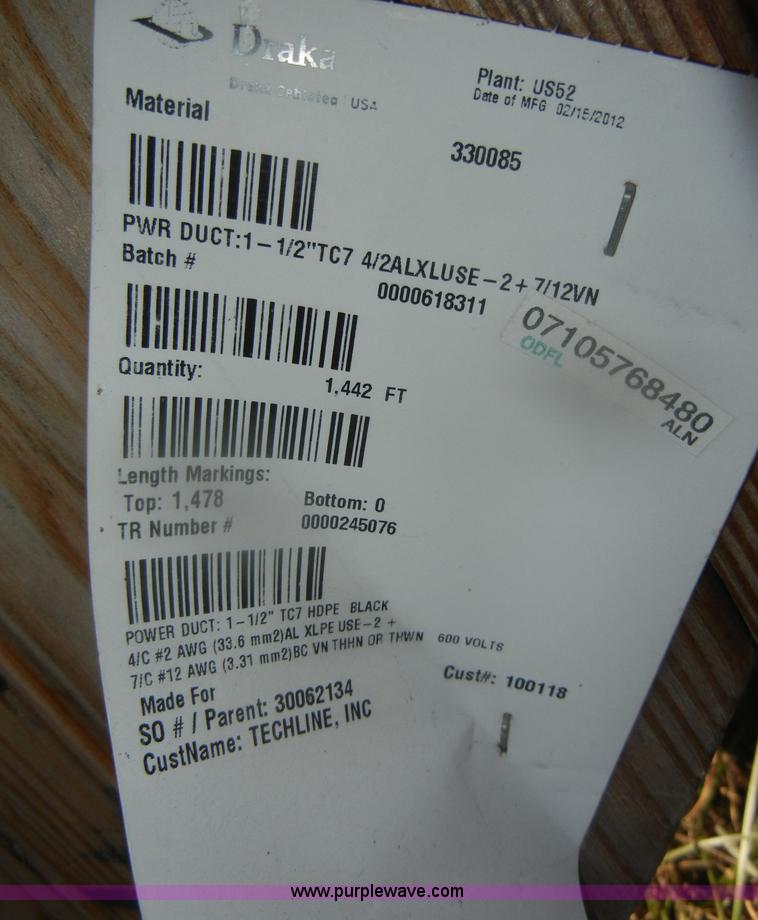 Draka
Draka Cableteq | USA
Plant: US52
Date of MFG 02/15/2012
Material
330085
PWR DUCT:1-1/2"TC7 4/2ALXLUSE-2+7/12VN
Batch #
0000618311
07105768480
ODFL
ALN
Quantity:
1,442 FT
Length Markings:
Top: 1,478 Bottom: 0
TR Number # 0000245076
POWER DUCT: 1-1/2" TC7 HDPE BLACK
4/C #2 AWG (33.6 mm2)AL XLPE USE-2 +
7/C #12 AWG (3.31 mm2)BC VN THHN OR THWN 600 VOLTS
Made For
Cust#: 100118
SO # / Parent: 30062134
CustName: TECHLINE, INC
www.purplewave.com